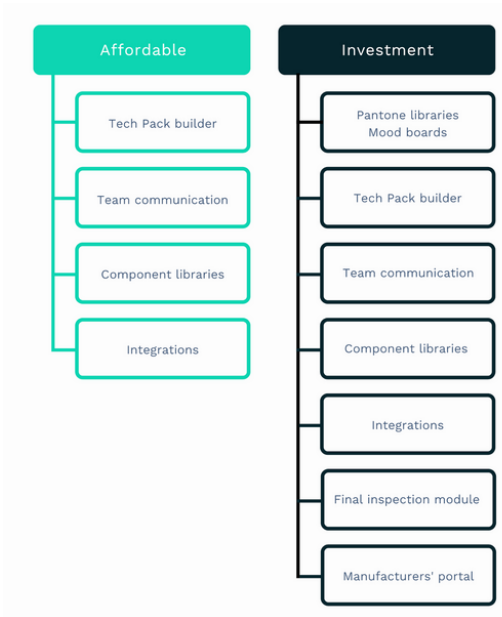 Affordable
Tech Pack builder
Team communication
Component libraries
Integrations
Investment
Pantone libraries
Mood boards
Tech Pack builder
Team communication
Component libraries
Integrations
Final inspection module
Manufacturers' portal